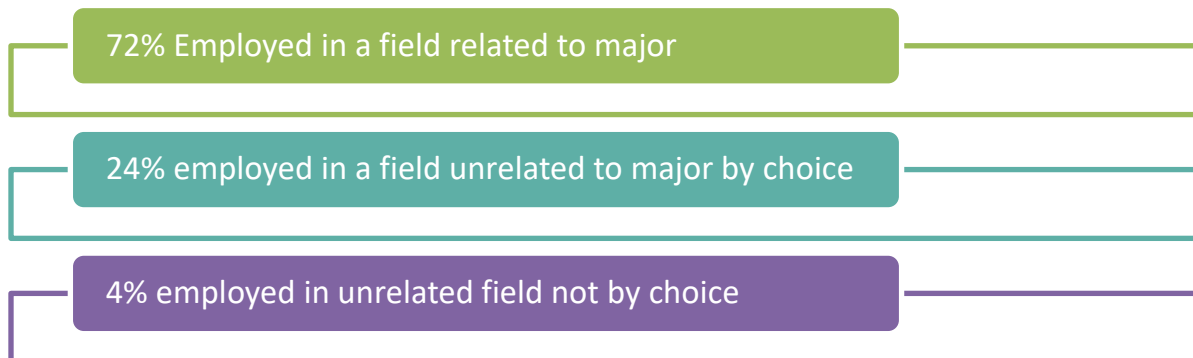 72% Employed in a field related to major
24% employed in a field unrelated to major by choice
4% employed in unrelated field not by choice